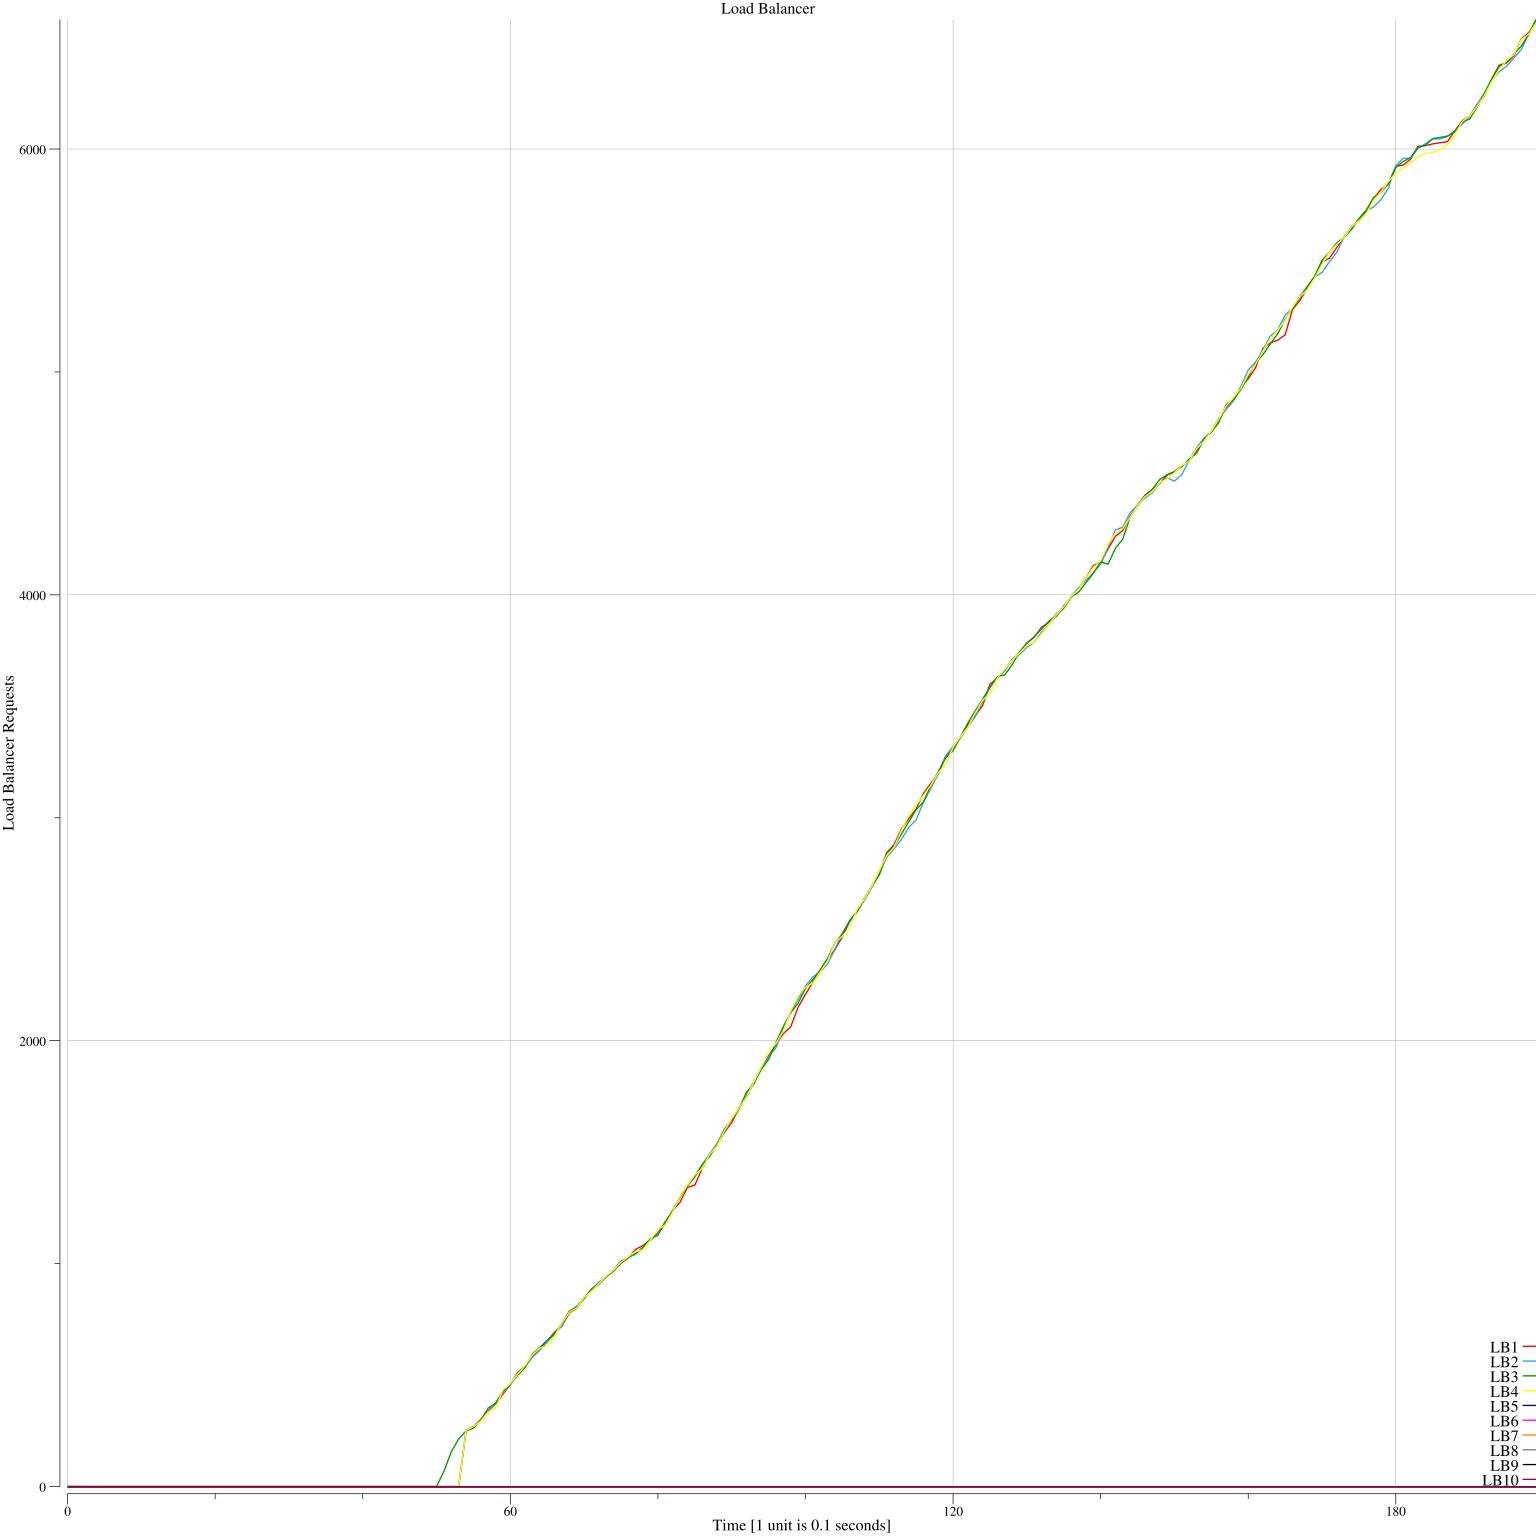 Load Balancer
6000
4000
2000
0
Load Balancer Requests
LB1
LB2
LB3
LB4
LB5
LB6
LB7
LB8
LB9
LB10
0 60 120 180
Time [1 unit is 0.1 seconds]